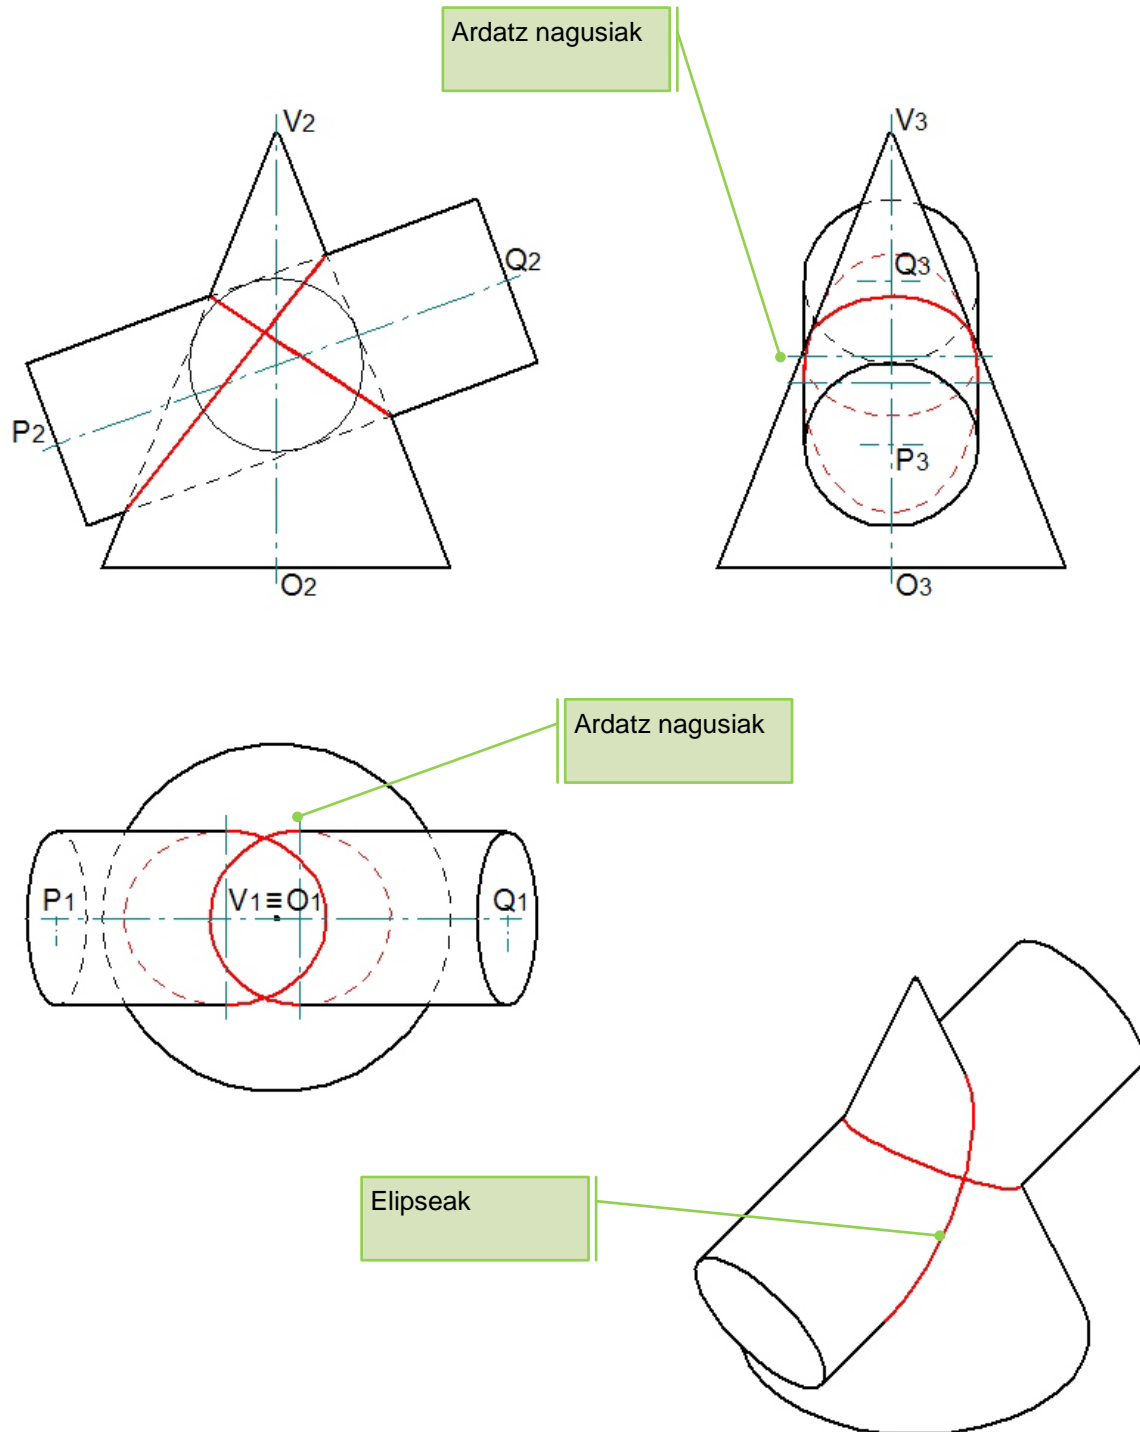 Ardatz nagusiak
V2
V3
Q2
Q3
P2
P3
O2
O3
Ardatz nagusiak
P1
V1≡O1
Q1
Elipseak